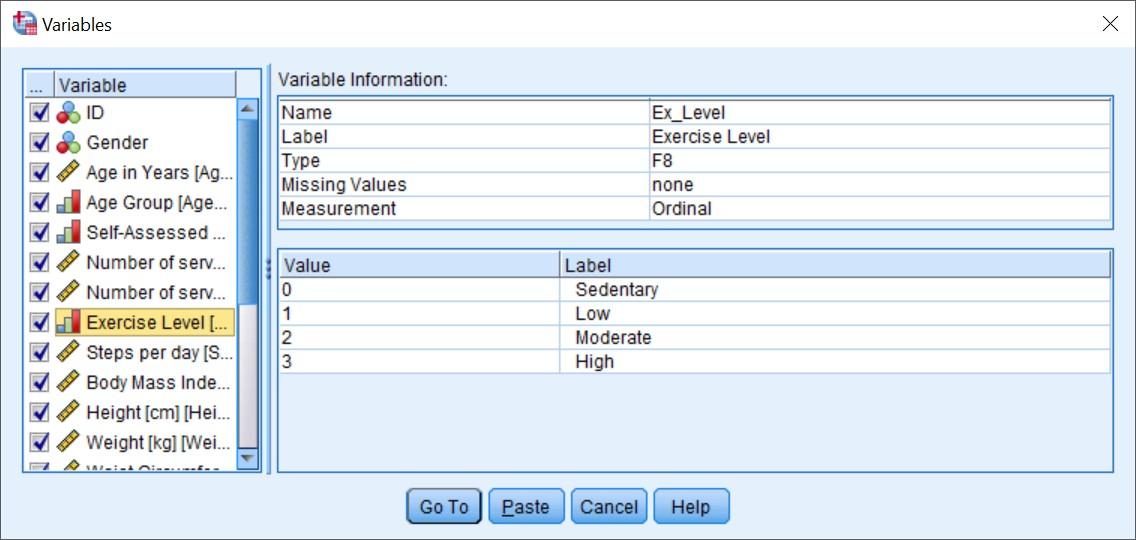 Variables
... Variable
ID
Gender
Age in Years [Ag...
Age Group [Age...
Self-Assessed ...
Number of serv...
Number of serv...
Exercise Level [...
Steps per day [S...
Body Mass Inde...
Height [cm] [Hei...
Weight [kg] [Wei...
Variable Information:
Name Ex_Level
Label Exercise Level
Type F8
Missing Values none
Measurement Ordinal
Value Label
0 Sedentary
1 Low
2 Moderate
3 High
Go To Paste Cancel Help